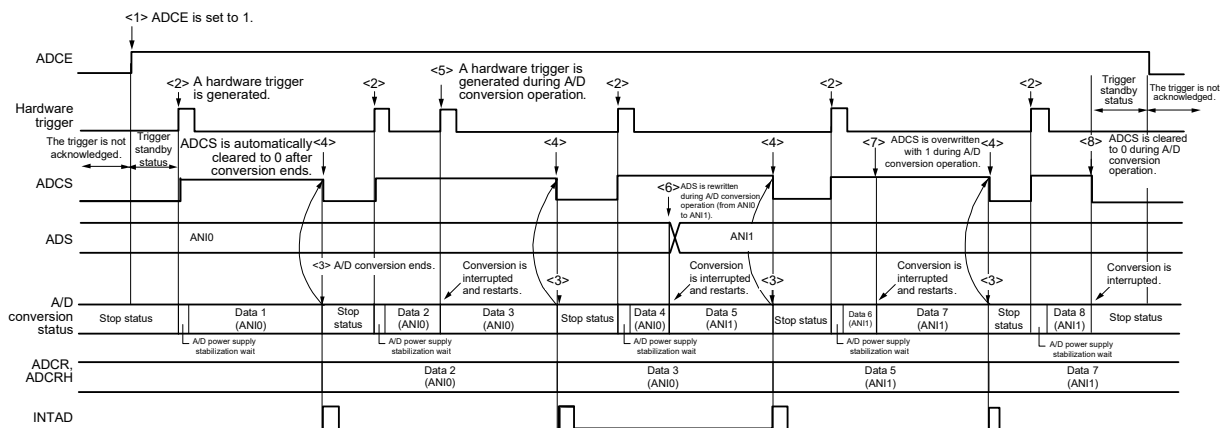 <1> ADCE is set to 1.
ADCE
<2> A hardware trigger is generated.
<2>
<5> A hardware trigger is generated during A/D conversion operation.
<2>
<2>
<2>
Trigger standby status
The trigger is not acknowledged.
Hardware trigger
The trigger is not acknowledged.
Trigger standby status
ADCS is automatically cleared to 0 after conversion ends.
<4>
<4>
<4>
<7> ADCS is overwritten with 1 during A/D conversion operation.
<4>
<8> ADCS is cleared to 0 during A/D conversion operation.
ADCS
<6> ADS is rewritten during A/D conversion operation (from ANI0 to ANI1).
ADS
ANI0
ANI1
<3> A/D conversion ends.
Conversion is interrupted and restarts.
<3>
Conversion is interrupted and restarts.
<3>
Conversion is interrupted and restarts.
<3>
Conversion is interrupted.
A/D conversion status
Stop status
Data 1 (ANI0)
Stop status
Data 2 (ANI0)
Data 3 (ANI0)
Stop status
Data 4 (ANI0)
Data 5 (ANI1)
Stop status
Data 6 (ANI1)
Data 7 (ANI1)
Stop status
Data 8 (ANI1)
Stop status
A/D power supply stabilization wait
A/D power supply stabilization wait
A/D power supply stabilization wait
A/D power supply stabilization wait
A/D power supply stabilization wait
ADCR, ADCRH
Data 2 (ANI0)
Data 3 (ANI0)
Data 5 (ANI1)
Data 7 (ANI1)
INTAD